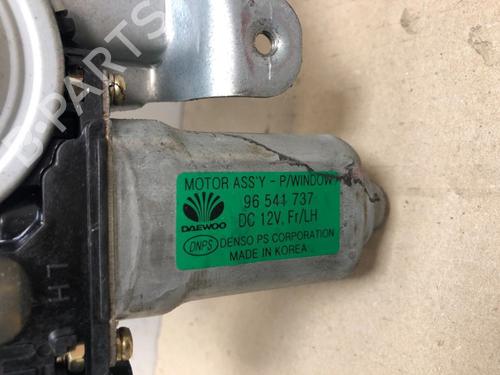 B-PARTS
MOTOR ASS'Y - P/WINDOW
96 541 737
DC 12V, Fr/LH
DAEWOO
DNPS DENSO PS CORPORATION
MADE IN KOREA
LH